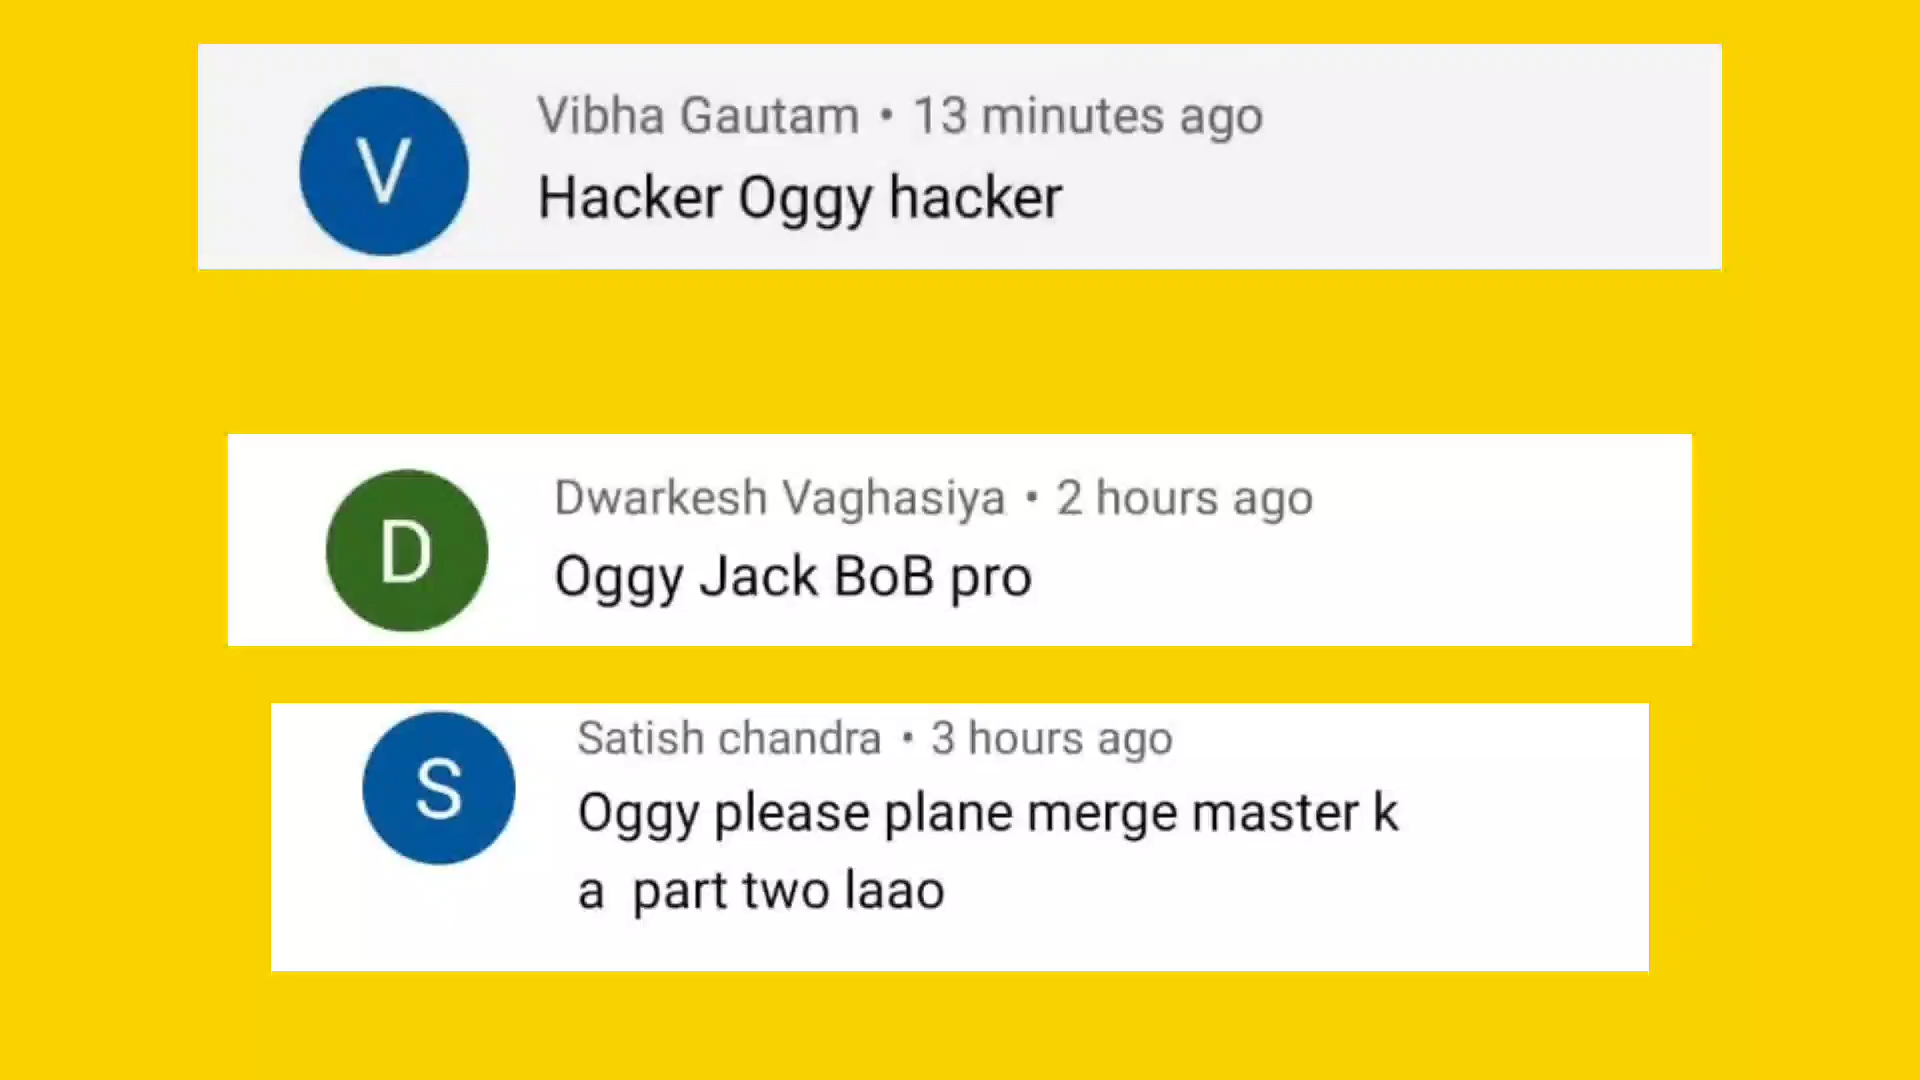 V
Vibha Gautam • 13 minutes ago
Hacker Oggy hacker
D
Dwarkesh Vaghasiya • 2 hours ago
Oggy Jack BoB pro
S
Satish chandra • 3 hours ago
Oggy please plane merge master k
a  part two laao